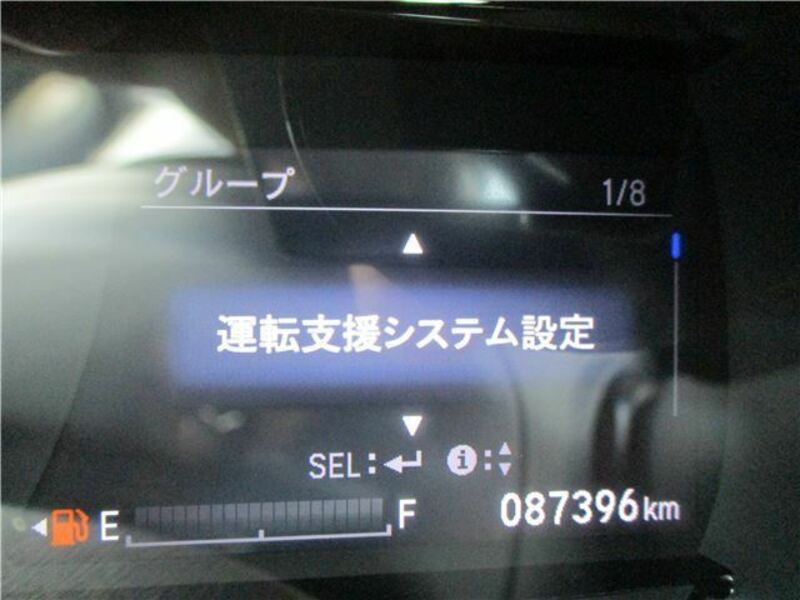 グループ 1/8
▲
運転支援システム設定
▼
SEL:↵ i:▲▼
◀ E F 087396km